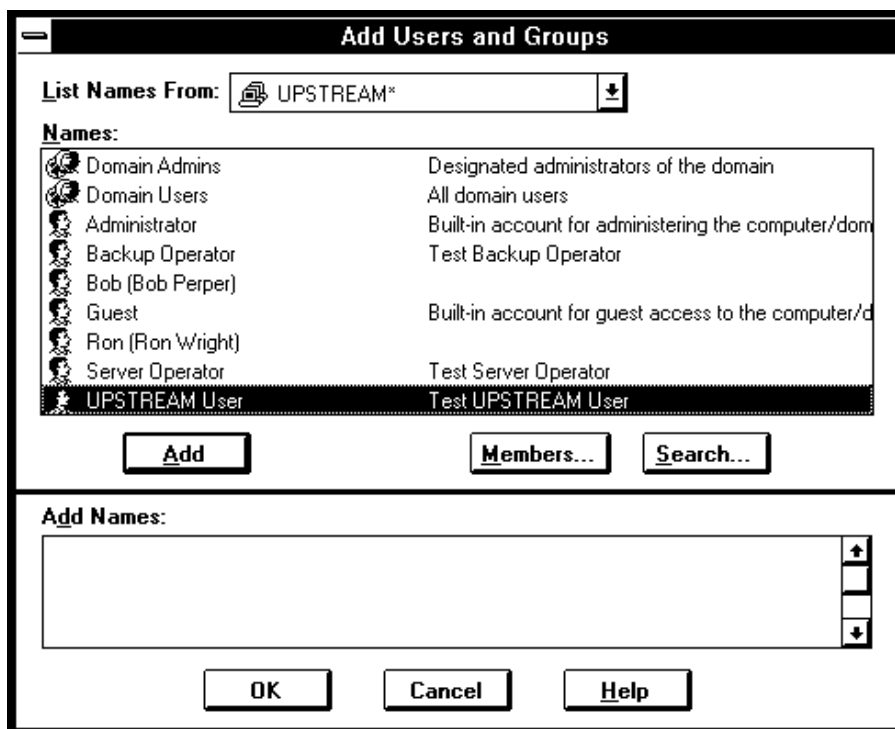 Add Users and Groups
List Names From: UPSTREAM*
Names:
Domain Admins Designated administrators of the domain
Domain Users All domain users
Administrator Built-in account for administering the computer/dom
Backup Operator Test Backup Operator
Bob (Bob Perper)
Guest Built-in account for guest access to the computer/d
Ron (Ron Wright)
Server Operator Test Server Operator
UPSTREAM User Test UPSTREAM User
Add Members... Search...
Add Names:
OK Cancel Help